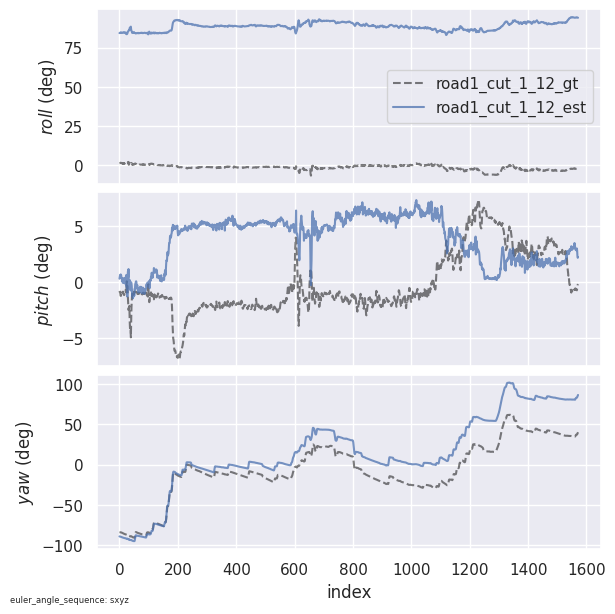 75
50
25
0
roll (deg)
road1_cut_1_12_gt
road1_cut_1_12_est
5
0
−5
pitch (deg)
100
50
0
−50
−100
yaw (deg)
0 200 400 600 800 1000 1200 1400 1600
index
euler_angle_sequence: sxyz